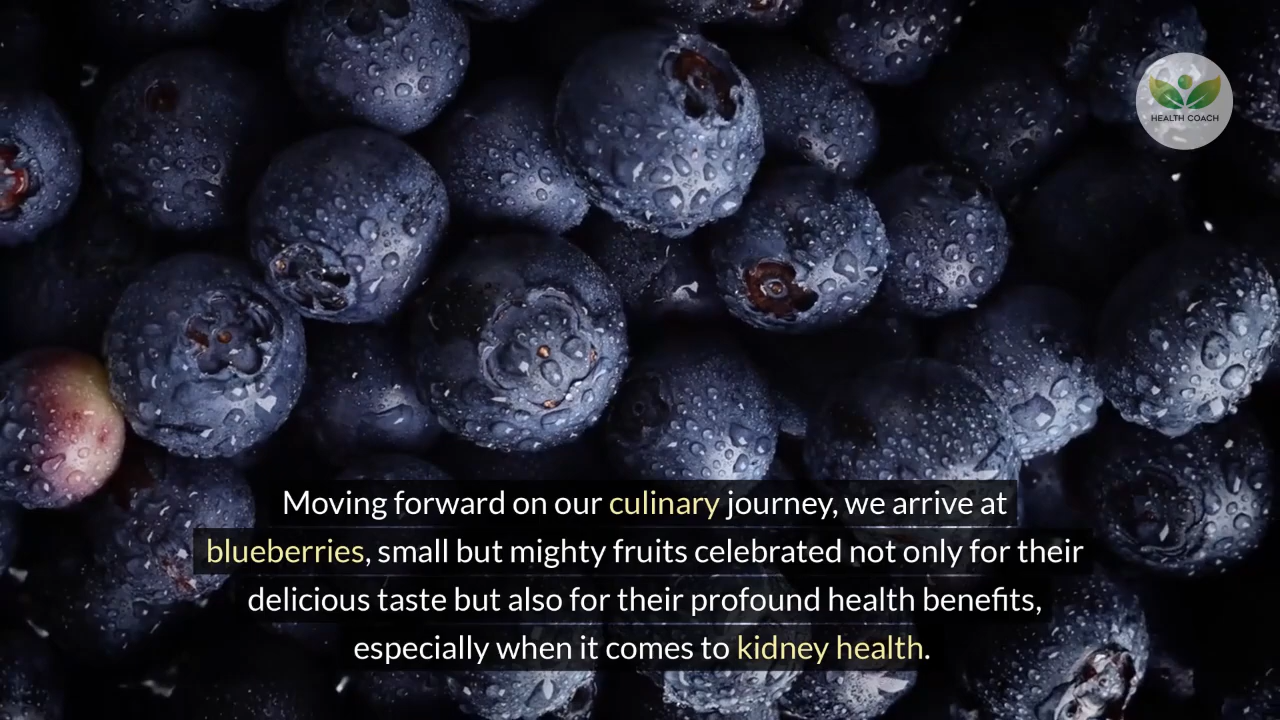 HEALTH COACH
Moving forward on our culinary journey, we arrive at
blueberries, small but mighty fruits celebrated not only for their
delicious taste but also for their profound health benefits,
especially when it comes to kidney health.